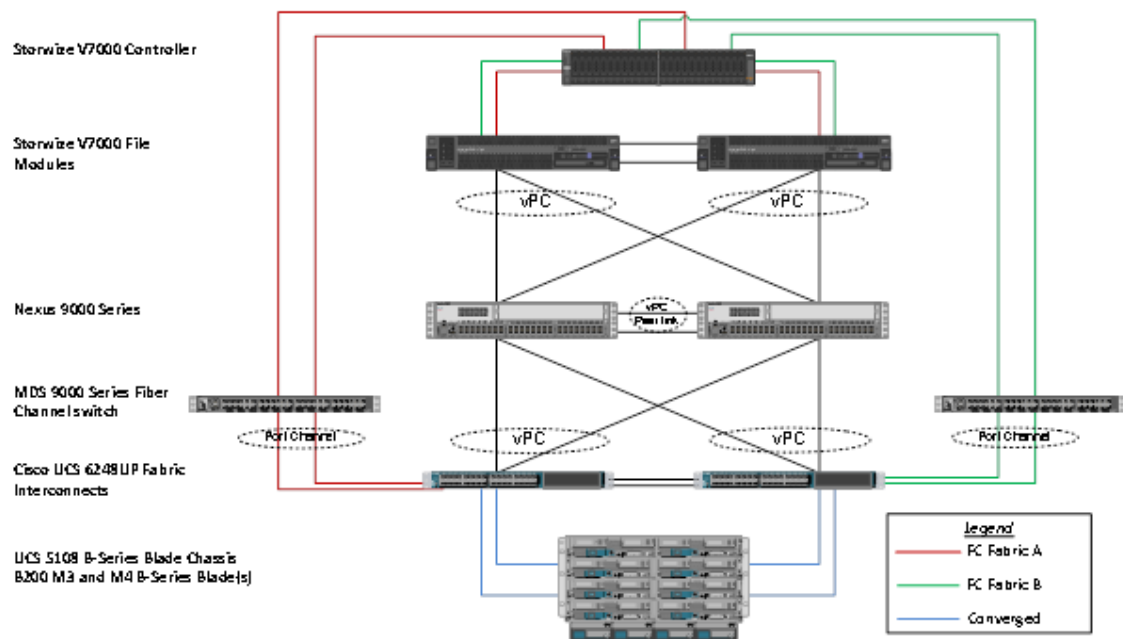 Storwize V7000 Controller
Storwize V7000 File
Modules
vPC
vPC
Nexus 9000 Series
vPC
Peer Link
MDS 9000 Series Fiber
Channel switch
Port Channel
vPC
vPC
Port Channel
Cisco UCS 6248UP Fabric
Interconnects
UCS 5108 B-Series Blade Chassis
B200 M3 and M4 B-Series Blade(s)
Legend
FC Fabric A
FC Fabric B
Converged